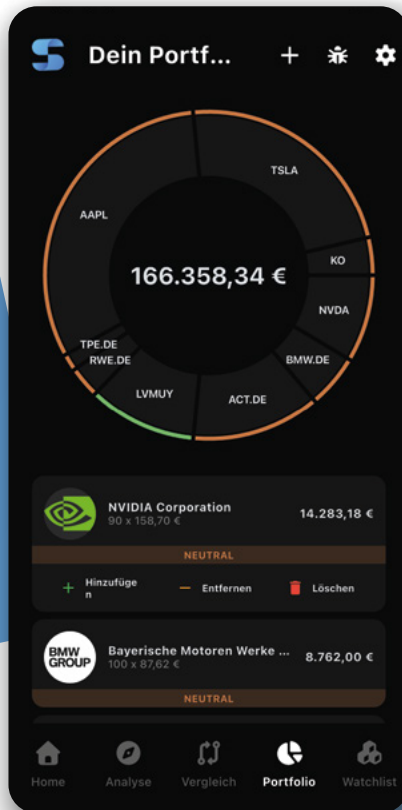 Dein Portf...
TSLA
AAPL
KO
166.358,34 €
NVDA
TPE.DE
RWE.DE
BMW.DE
LVMUY
ACT.DE
NVIDIA Corporation
90 x 158,70 €
14.283,18 €
NEUTRAL
Hinzufüge
n
Entfernen
Löschen
BMW
GROUP
Bayerische Motoren Werke ...
100 x 87,62 €
8.762,00 €
NEUTRAL
Home
Analyse
Vergleich
Portfolio
Watchlist